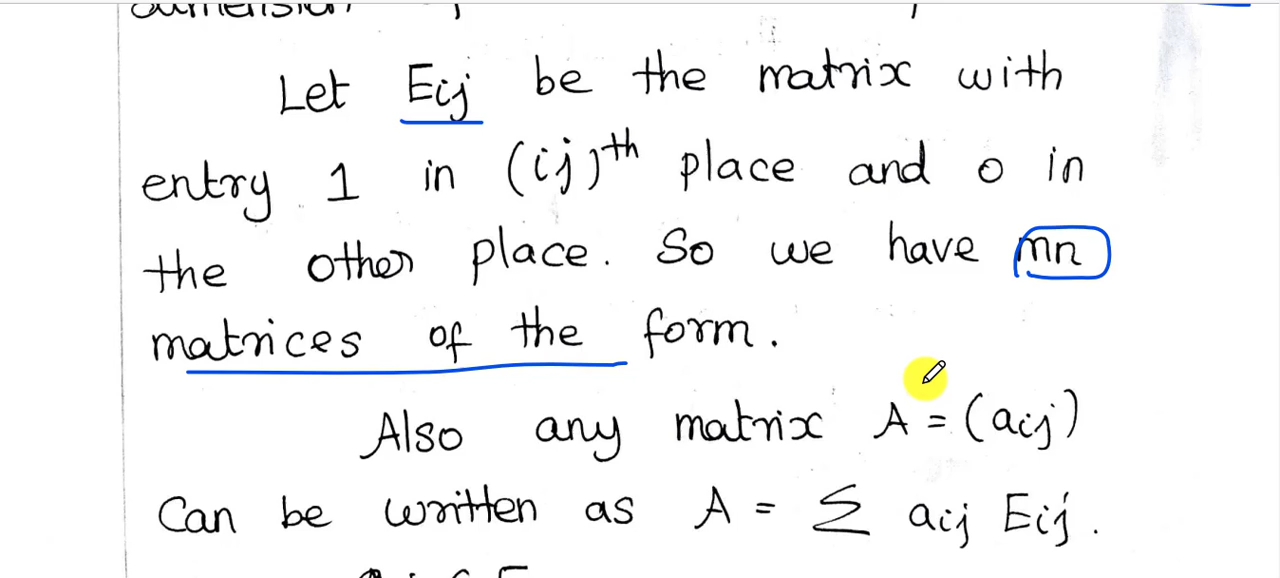 Let Eij be the matrix with
entry 1 in (ij)th place and 0 in
the other place. So we have mn
matrices of the form.
Also any matrix A = (aij)
Can be written as A = Σ aij Eij.